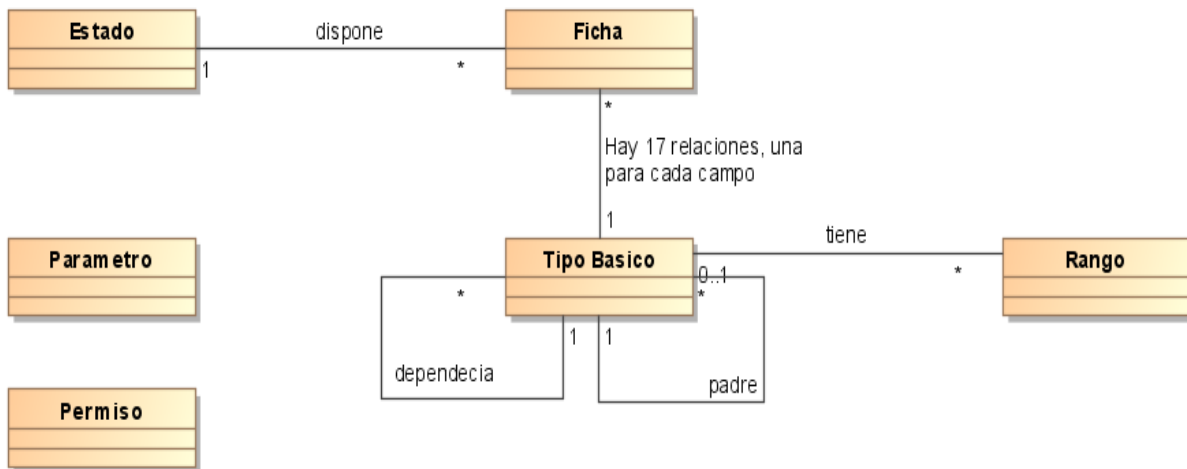 Estado
dispone
Ficha
1
*
*
Hay 17 relaciones, una
para cada campo
1
Parametro
Tipo Basico
tiene
Rango
0..1
*
*
*
1
1
dependecia
padre
Permiso